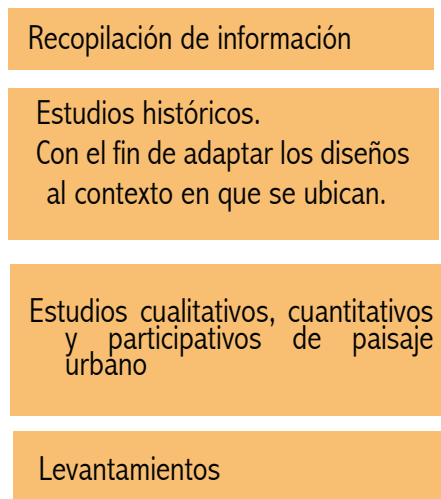 Recopilación de información
Estudios históricos.
Con el fin de adaptar los diseños
al contexto en que se ubican.
Estudios cualitativos, cuantitativos
y participativos de paisaje
urbano
Levantamientos